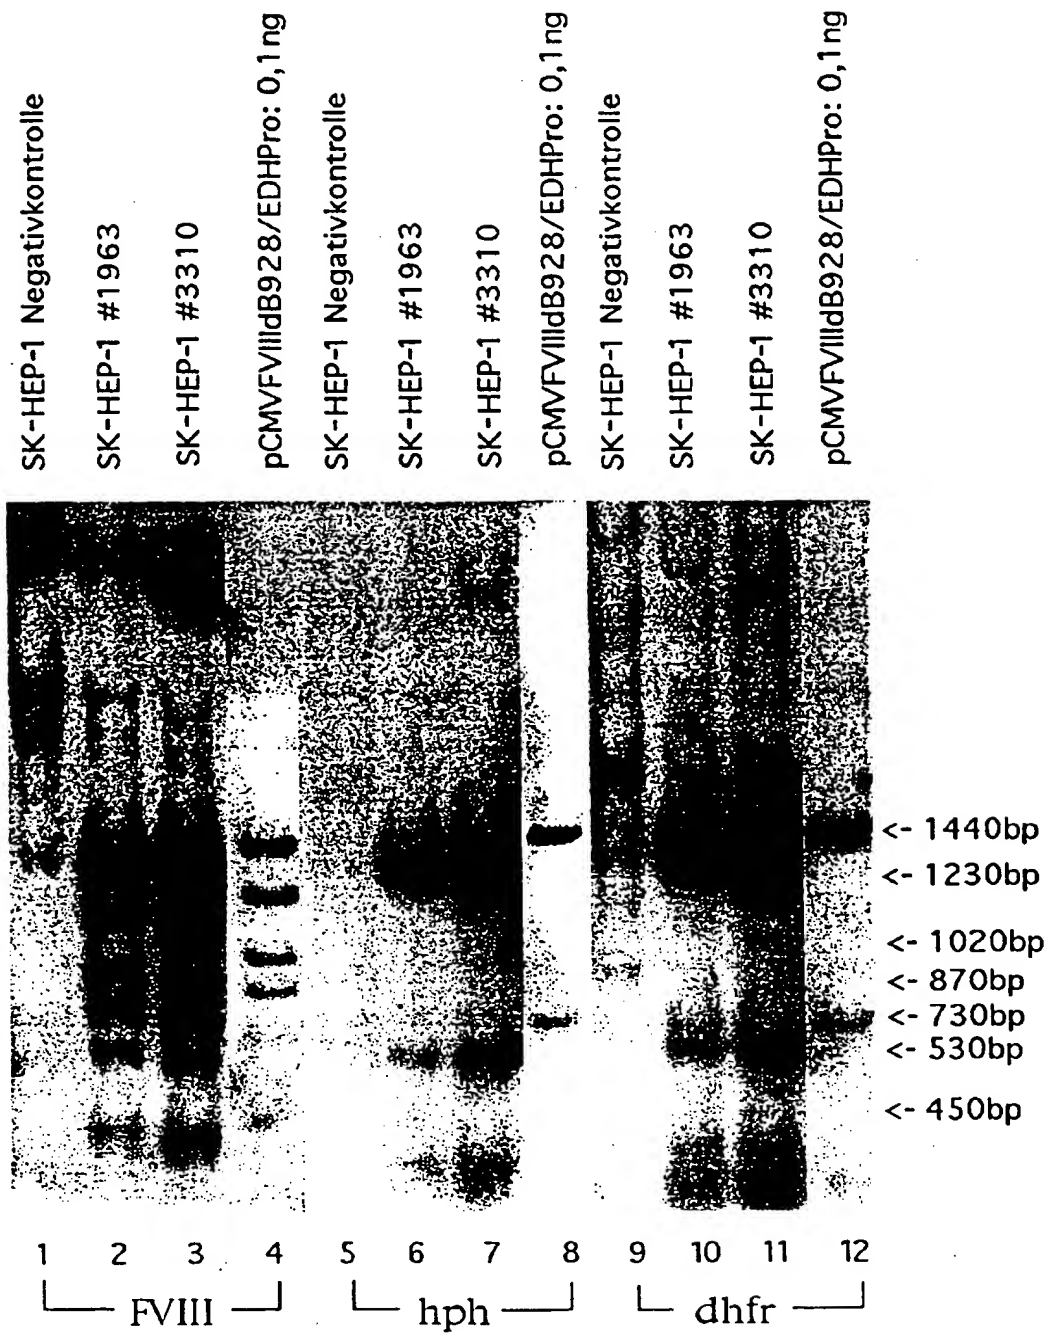 SK-HEP-1 Negativkontrolle
SK-HEP-1 #1963
SK-HEP-1 #3310
pCMVFVIIIdB928/EDHPro: 0,1ng
SK-HEP-1 Negativkontrolle
SK-HEP-1 #1963
SK-HEP-1 #3310
pCMVFVIIIdB928/EDHPro: 0,1ng
SK-HEP-1 Negativkontrolle
SK-HEP-1 #1963
SK-HEP-1 #3310
pCMVFVIIIdB928/EDHPro: 0,1ng
<- 1440bp
<- 1230bp
<- 1020bp
<- 870bp
<- 730bp
<- 530bp
<- 450bp
1 2 3 4 5 6 7 8 9 10 11 12
FVIII hph dhfr